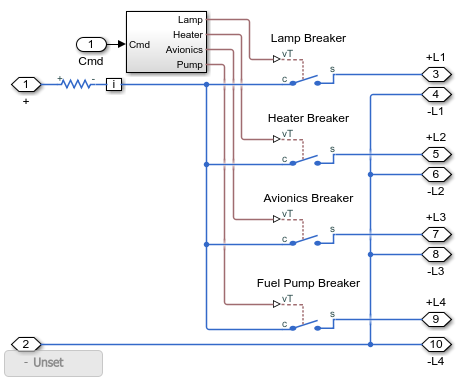 Lamp
Heater
Avionics
Pump
Cmd
1
Cmd
Lamp Breaker
vT
c
s
+L1
3
4
-L1
1
+
+
-
i
Heater Breaker
vT
c
s
+L2
5
6
-L2
Avionics Breaker
vT
c
s
+L3
7
8
-L3
Fuel Pump Breaker
vT
c
s
+L4
9
10
-L4
2
- Unset